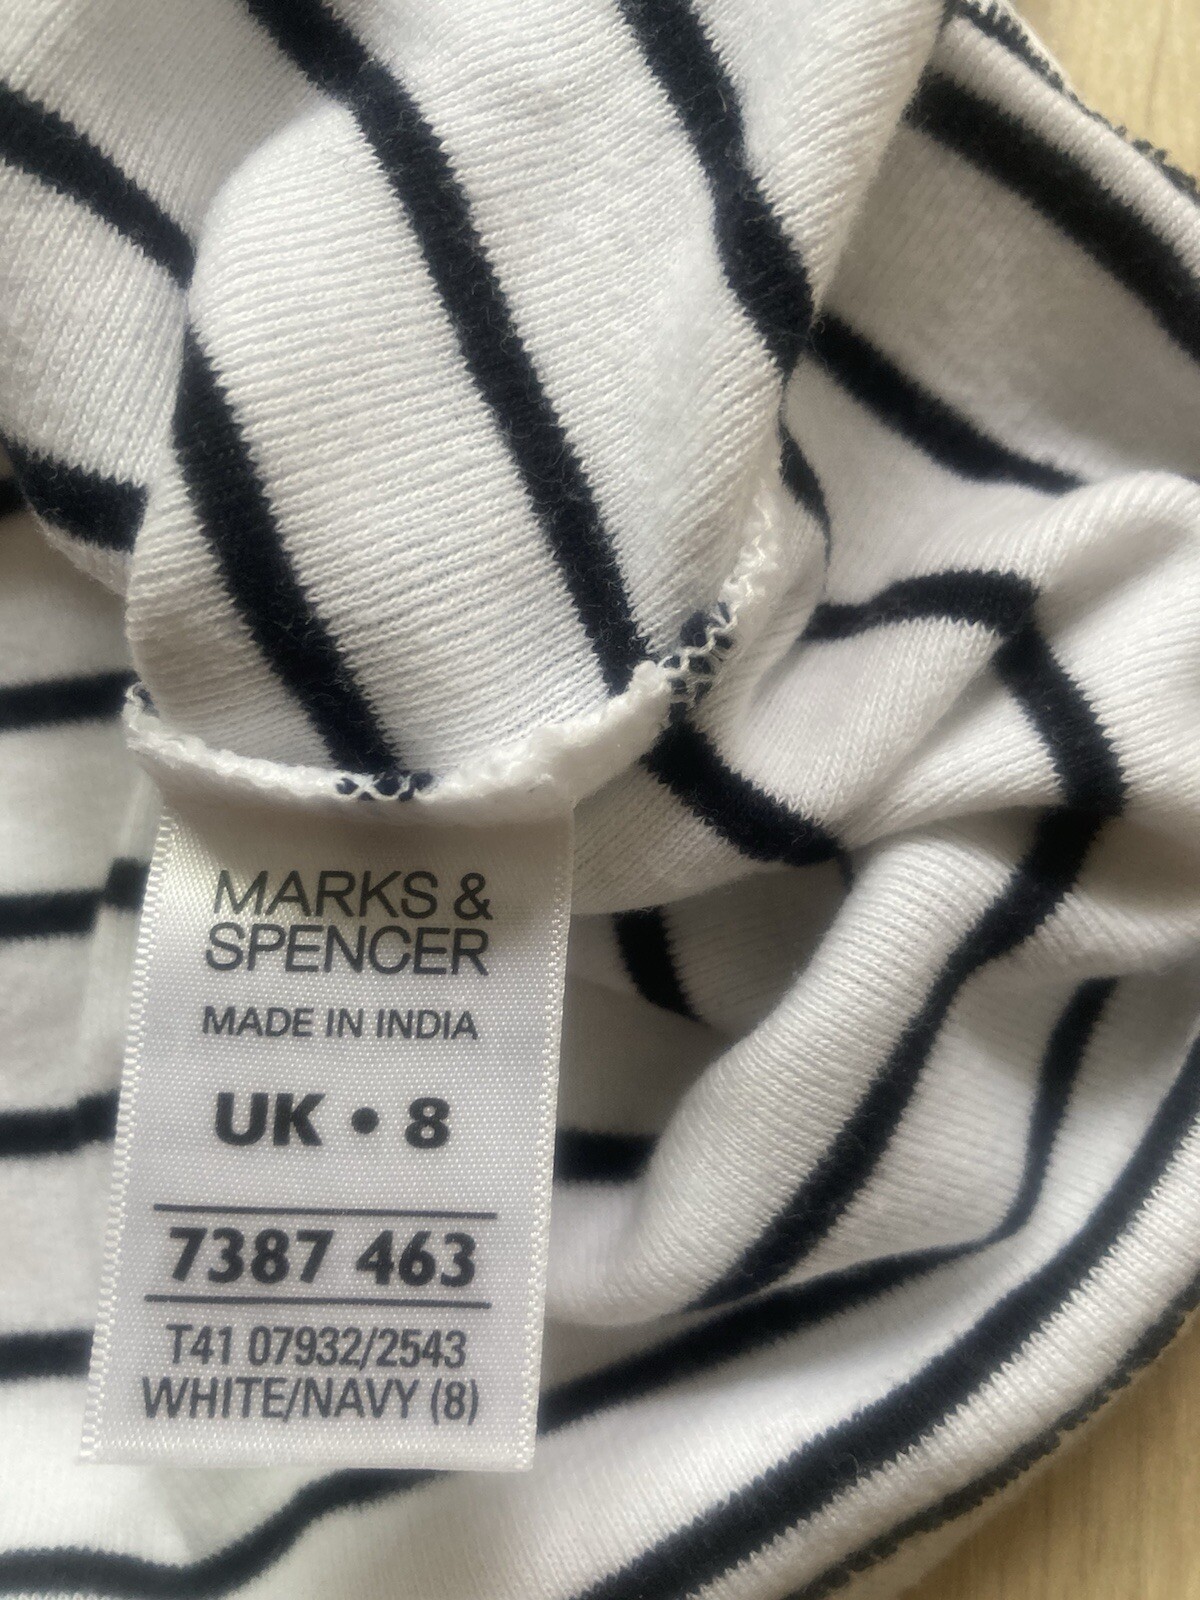 MARKS &
SPENCER
MADE IN INDIA
UK • 8
7387 463
T41 07932/2543
WHITE/NAVY (8)